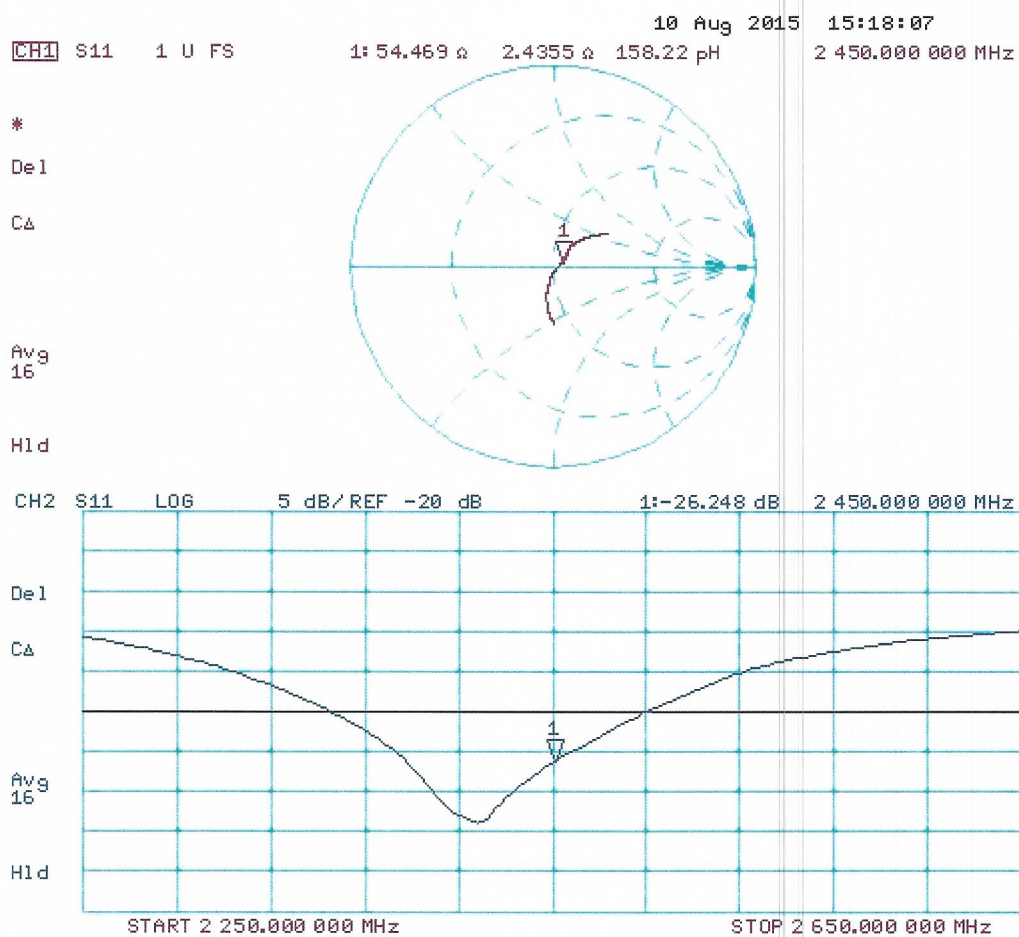 10 Aug 2015 15:18:07
CH1 S11 1 U FS 1: 54.469 Ω 2.4355 Ω 158.22 pH 2 450.000 000 MHz
*
Del
CΔ
1
Avg
16
Hld
CH2 S11 LOG 5 dB/ REF -20 dB 1:-26.248 dB 2 450.000 000 MHz
Del
CΔ
1
Avg
16
Hld
START 2 250.000 000 MHz STOP 2 650.000 000 MHz